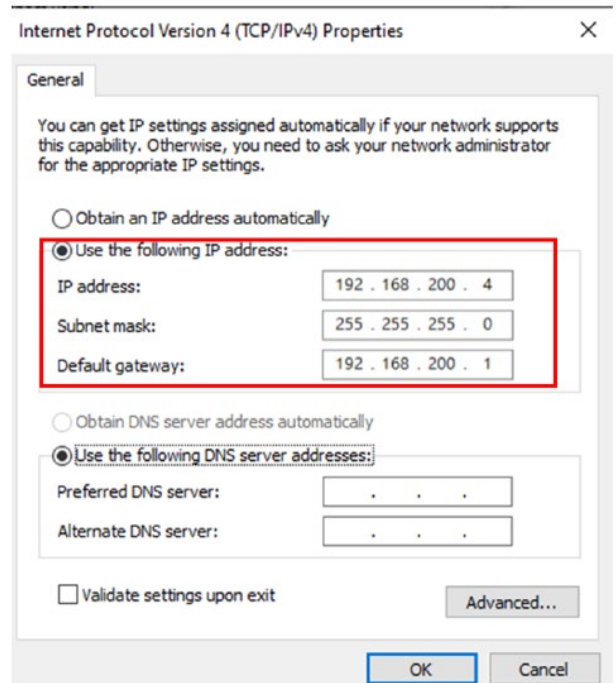 Internet Protocol Version 4 (TCP/IPv4) Properties
General
You can get IP settings assigned automatically if your network supports
this capability. Otherwise, you need to ask your network administrator
for the appropriate IP settings.
Obtain an IP address automatically
Use the following IP address:
IP address: 192 . 168 . 200 . 4
Subnet mask: 255 . 255 . 255 . 0
Default gateway: 192 . 168 . 200 . 1
Obtain DNS server address automatically
Use the following DNS server addresses:
Preferred DNS server: . . .
Alternate DNS server: . . .
Validate settings upon exit
Advanced...
OK Cancel